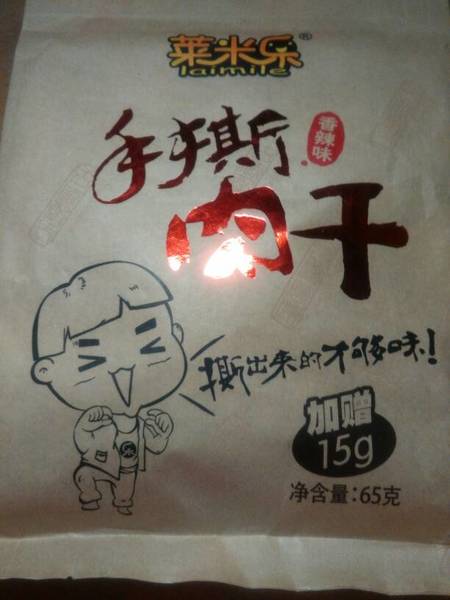 莱米乐®
laimile
手撕
香辣味
肉干
撕出来的才够味!
加赠
15g
净含量:65克